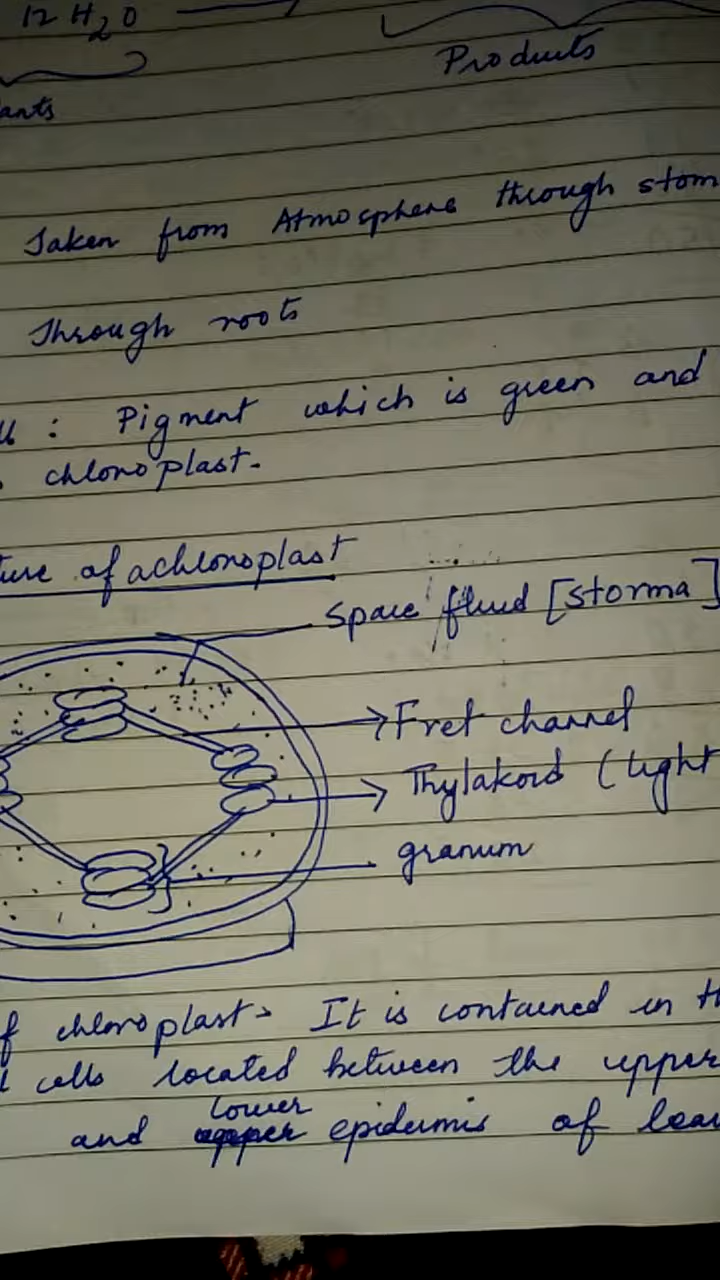 12 H2O
Products
ants
Taken from Atmosphere through stom
Through roots
ll : Pigment which is green and
chloroplast.
ture of a chloroplast
Space fluid [storma]
Fret channel
Thylakoid (light
granum
of chloroplast. It is contained in th
l cells located between the upper
lower
and upper epidermis of leav